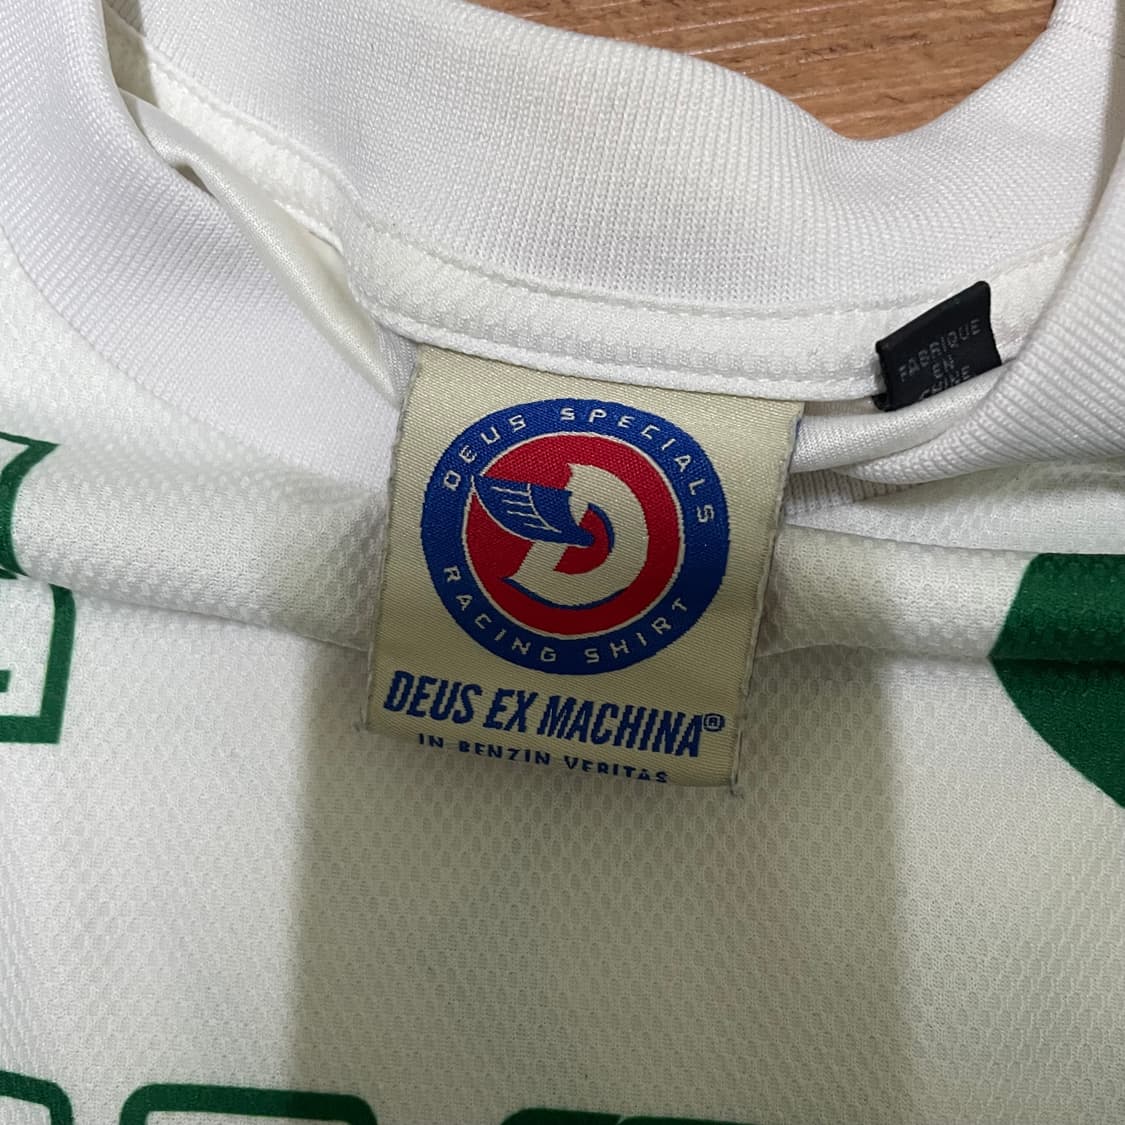 DEUS SPECIALS
RACING SHIRT
DEUS EX MACHINA®
IN BENZIN VERITAS
FABRIQUE
EN
CHINE